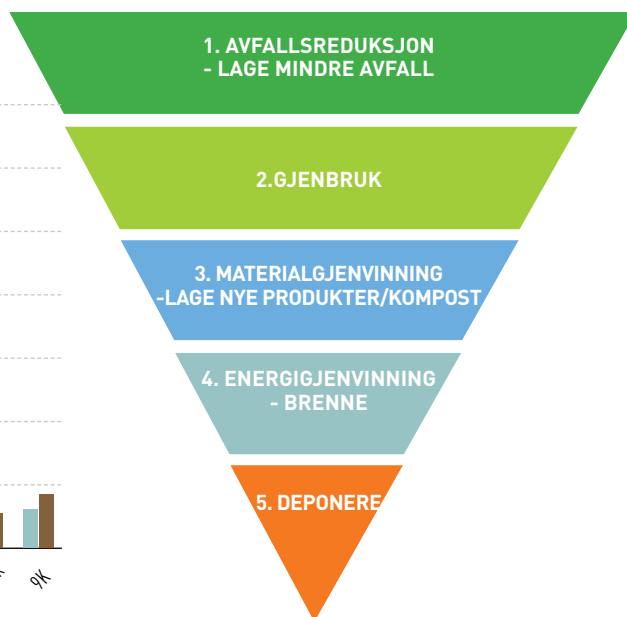 1. AVFALLSREDUKSJON
- LAGE MINDRE AVFALL
2.GJENBRUK
3. MATERIALGJENVINNING
-LAGE NYE PRODUKTER/KOMPOST
4. ENERGIGJENVINNING
- BRENNE
5. DEPONERE
9K